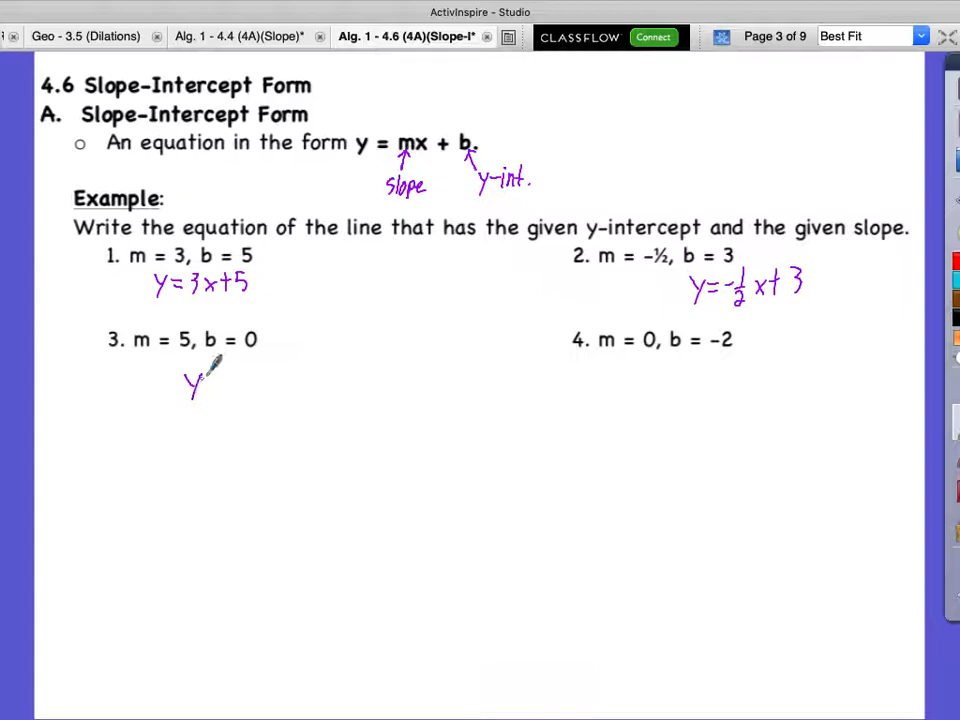 ActivInspire - Studio
Geo - 3.5 (Dilations) Alg. 1 - 4.4 (4A)(Slope)* Alg. 1 - 4.6 (4A)(Slope-I* CLASSFLOW Connect Page 3 of 9 Best Fit
4.6 Slope-Intercept Form
A. Slope-Intercept Form
o An equation in the form y = mx + b.
slope y-int.
Example:
Write the equation of the line that has the given y-intercept and the given slope.
1. m = 3, b = 5 2. m = -½, b = 3
y=3x+5 y=-1/2x+3
3. m = 5, b = 0 4. m = 0, b = -2
y